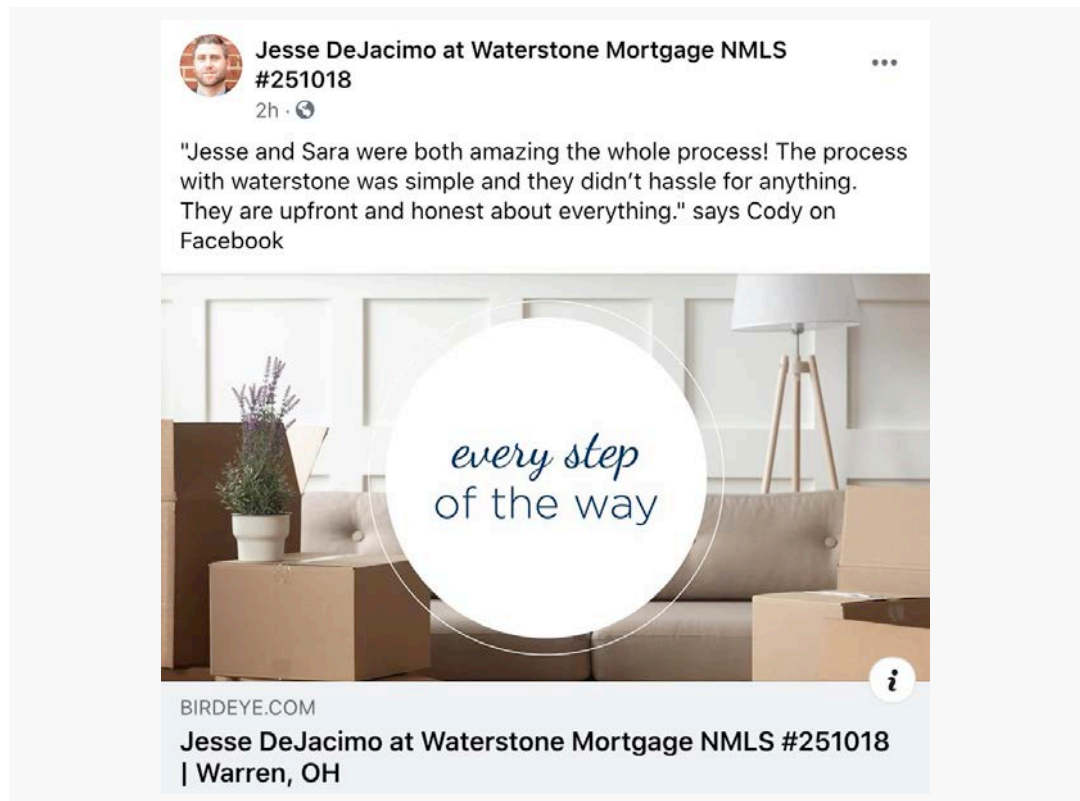 Jesse DeJacimo at Waterstone Mortgage NMLS
#251018
2h ·
"Jesse and Sara were both amazing the whole process! The process
with waterstone was simple and they didn't hassle for anything.
They are upfront and honest about everything." says Cody on
Facebook
every step
of the way
i
BIRDEYE.COM
Jesse DeJacimo at Waterstone Mortgage NMLS #251018
| Warren, OH